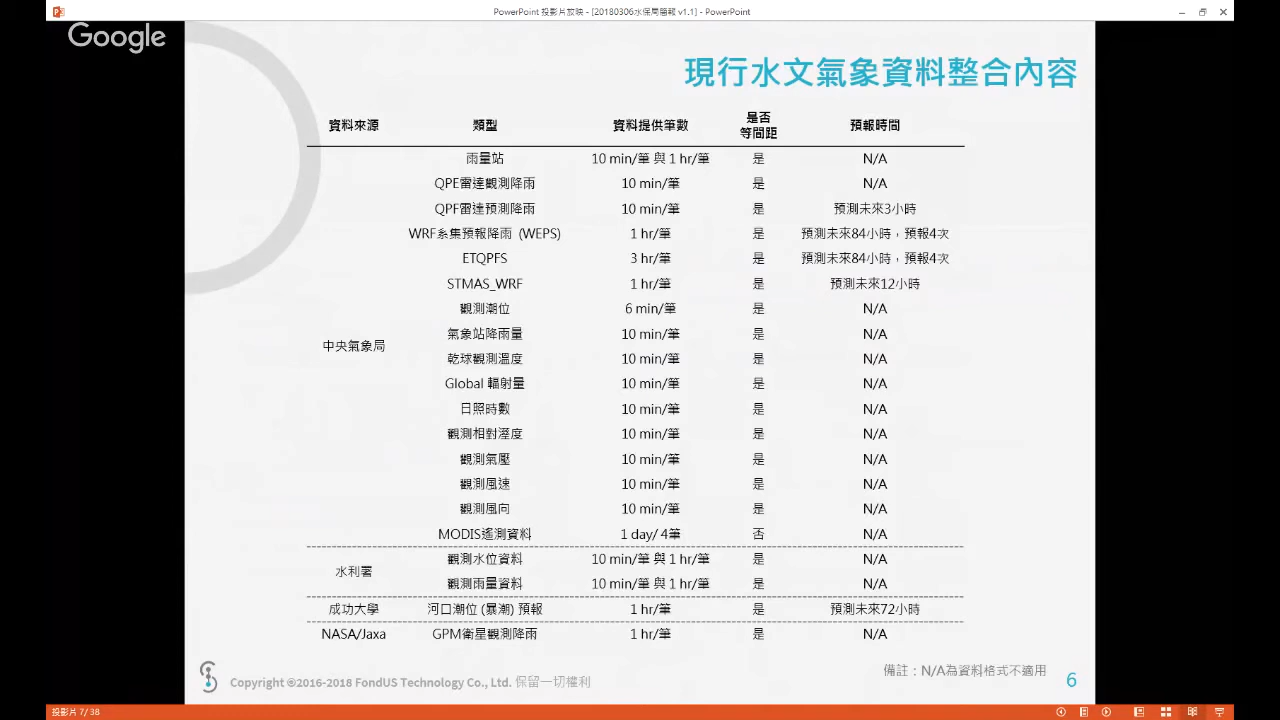 PowerPoint 投影片放映 - [20180306水保局簡報 v1.1] - PowerPoint
Google
現行水文氣象資料整合內容
資料來源 類型 資料提供筆數 是否等間距 預報時間
雨量站 10 min/筆 與 1 hr/筆 是 N/A
QPE雷達觀測降雨 10 min/筆 是 N/A
QPF雷達預測降雨 10 min/筆 是 預測未來3小時
WRF系集預報降雨 (WEPS) 1 hr/筆 是 預測未來84小時，預報4次
ETQPFS 3 hr/筆 是 預測未來84小時，預報4次
STMAS_WRF 1 hr/筆 是 預測未來12小時
觀測潮位 6 min/筆 是 N/A
氣象站降雨量 10 min/筆 是 N/A
中央氣象局
乾球觀測溫度 10 min/筆 是 N/A
Global 輻射量 10 min/筆 是 N/A
日照時數 10 min/筆 是 N/A
觀測相對溼度 10 min/筆 是 N/A
觀測氣壓 10 min/筆 是 N/A
觀測風速 10 min/筆 是 N/A
觀測風向 10 min/筆 是 N/A
MODIS遙測資料 1 day/ 4筆 否 N/A
水利署
觀測水位資料 10 min/筆 與 1 hr/筆 是 N/A
觀測雨量資料 10 min/筆 與 1 hr/筆 是 N/A
成功大學 河口潮位 (暴潮) 預報 1 hr/筆 是 預測未來72小時
NASA/Jaxa GPM衛星觀測降雨 1 hr/筆 是 N/A
備註：N/A為資料格式不適用
Copyright ®2016-2018 FondUS Technology Co., Ltd. 保留一切權利
6
投影片 7/38